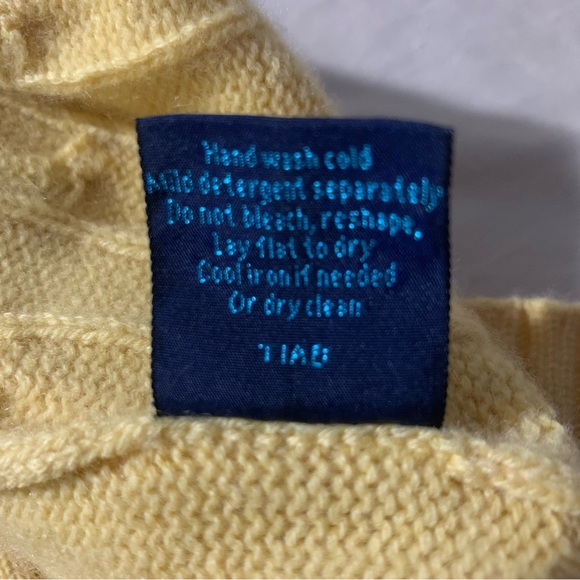 Hand wash cold
Mild detergent separately
Do not bleach, reshape,
Lay flat to dry
Cool iron if needed
Or dry clean